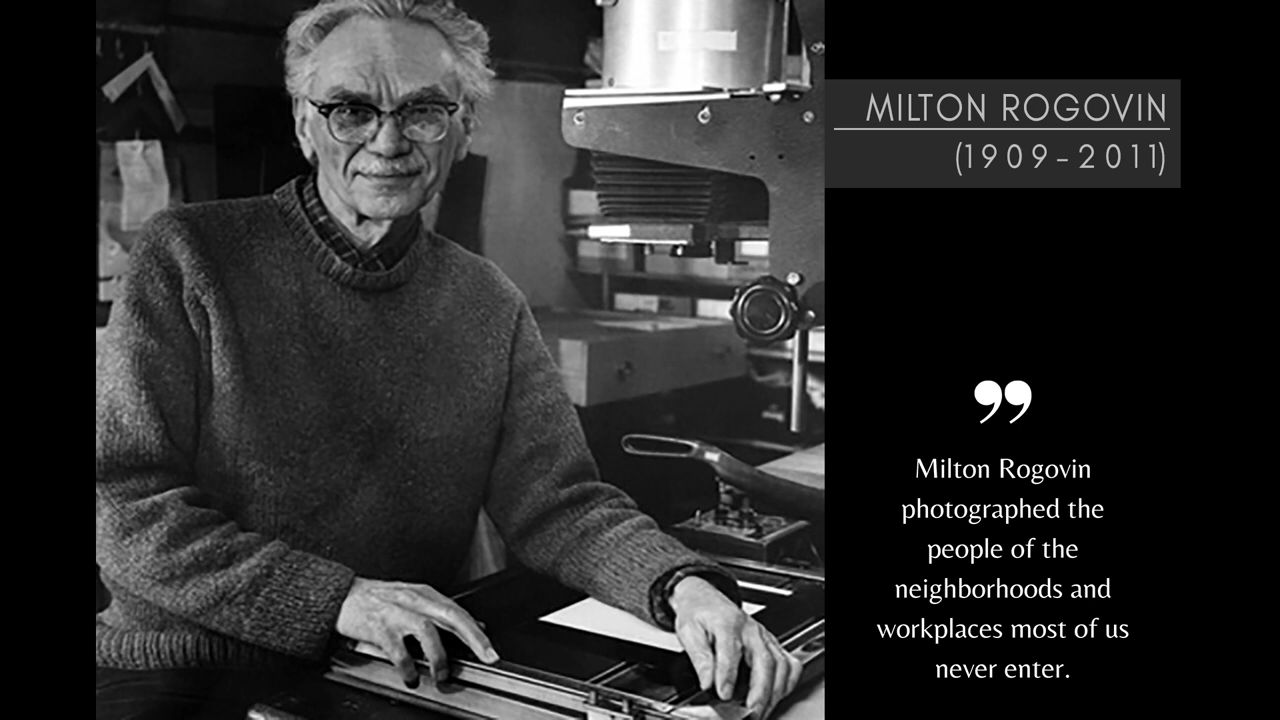 MILTON ROGOVIN
(1909-2011)
”
Milton Rogovin
photographed the
people of the
neighborhoods and
workplaces most of us
never enter.